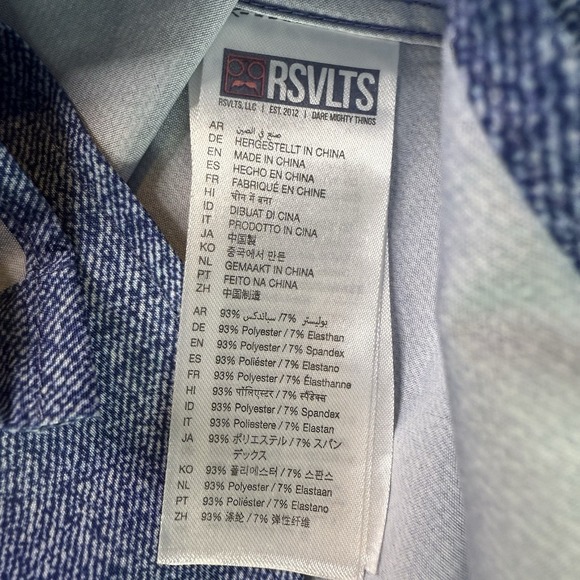 RSVLTS
RSVLTS, LLC | EST. 2012 | DARE MIGHTY THINGS
AR صنع في الصين
DE HERGESTELLT IN CHINA
EN MADE IN CHINA
ES HECHO EN CHINA
FR FABRIQUÉ EN CHINE
HI चीन में बना
ID DIBUAT DI CINA
IT PRODOTTO IN CINA
JA 中国製
KO 중국에서 만든
NL GEMAAKT IN CHINA
PT FEITO NA CHINA
ZH 中国制造
AR 93% بوليستر /7% سباندكس
DE 93% Polyester / 7% Elasthan
EN 93% Polyester / 7% Spandex
ES 93% Poliéster / 7% Elastano
FR 93% Polyester / 7% Élasthanne
HI 93% पॉलिएस्टर / 7% स्पैंडेक्स
ID 93% Polyester / 7% Spandex
IT 93% Poliestere / 7% Elastan
JA 93% ポリエステル / 7% スパン
デックス
KO 93% 폴리에스터 / 7% 스판스
NL 93% Polyester / 7% Elastaan
PT 93% Poliéster / 7% Elastano
ZH 93% 涤纶 / 7% 弹性纤维